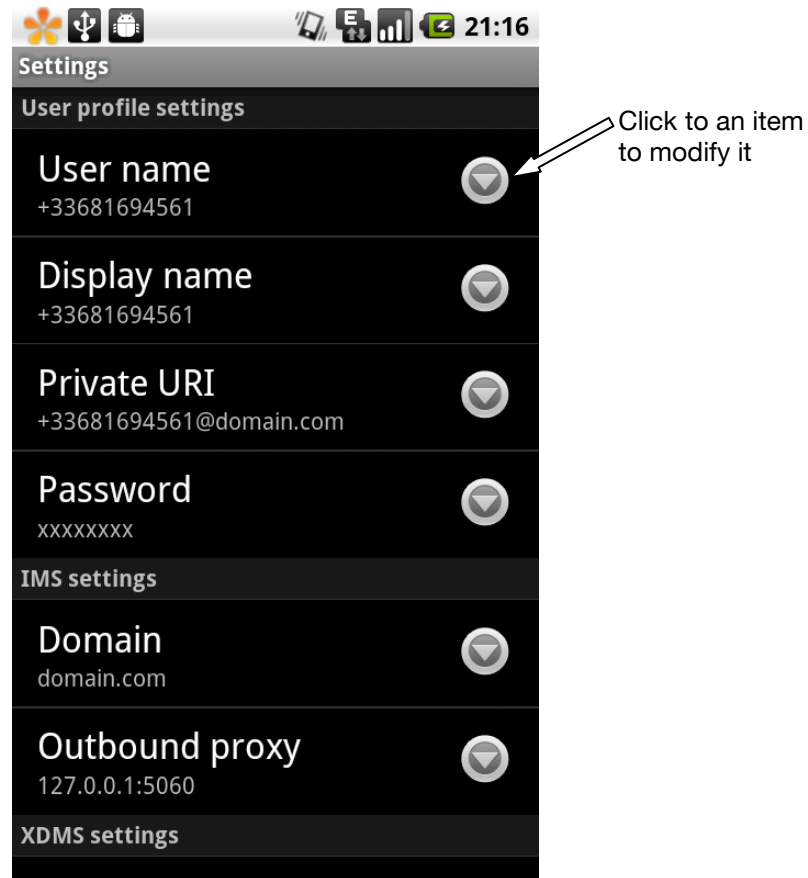 E 21:16
Settings
User profile settings
User name
+33681694561
Click to an item
to modify it
Display name
+33681694561
Private URI
+33681694561@domain.com
Password
xxxxxxxx
IMS settings
Domain
domain.com
Outbound proxy
127.0.0.1:5060
XDMS settings